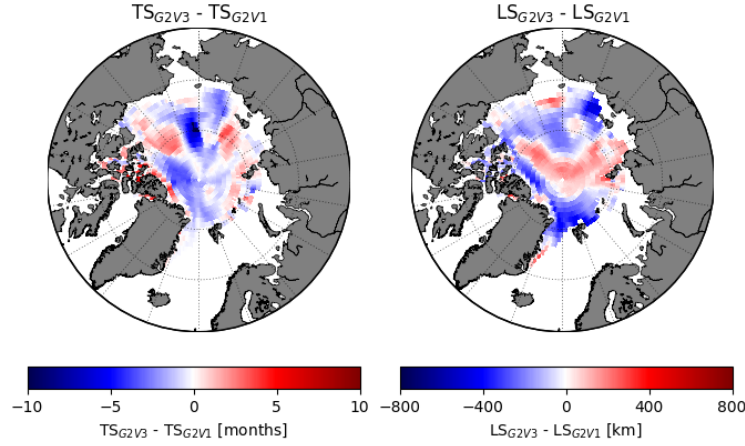 TS_G2V3 - TS_G2V1
LS_G2V3 - LS_G2V1
−10 −5 0 5 10
TS_G2V3 - TS_G2V1 [months]
−800 −400 0 400 800
LS_G2V3 - LS_G2V1 [km]